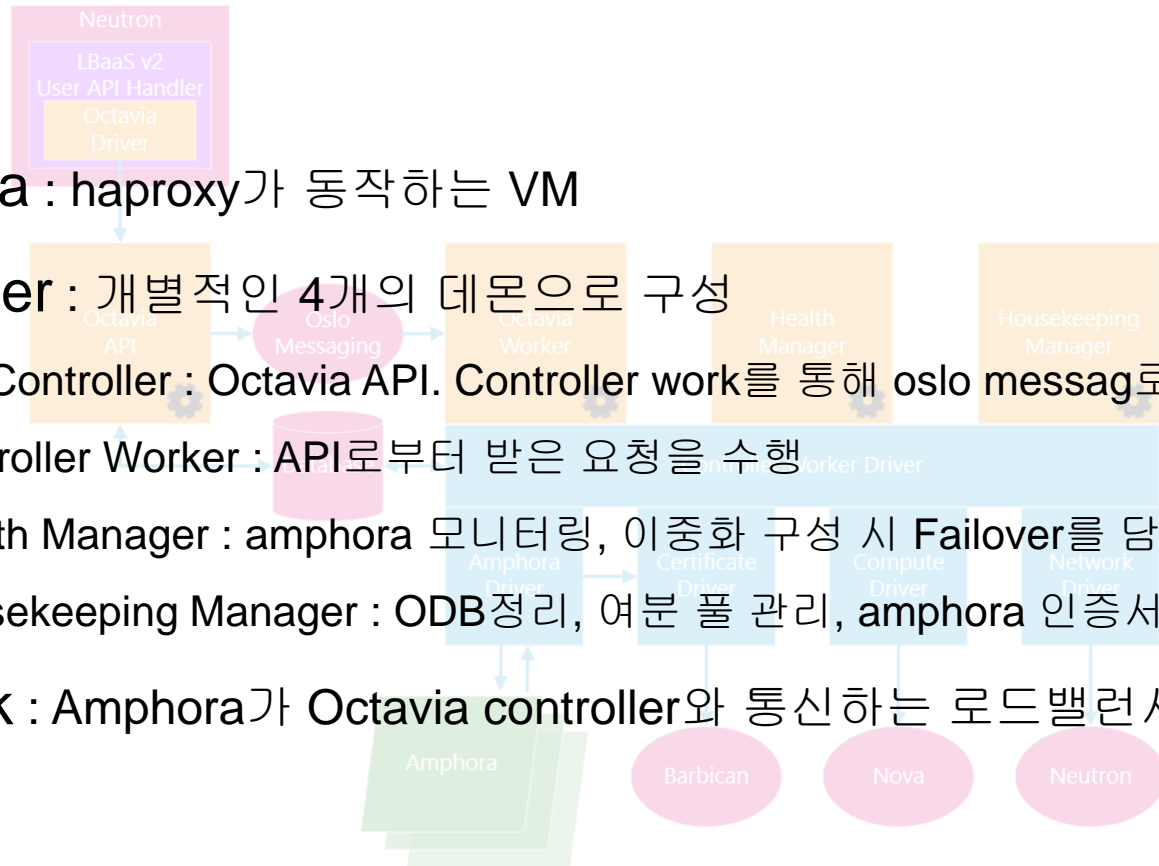 Neutron
LBaaS v2
User API Handler
Octavia
Driver
a : haproxy가 동작하는 VM
er : 개별적인 4개의 데몬으로 구성
Octavia
API
Oslo
Messaging
Octavia
Worker
Health
Manager
Housekeeping
Manager
Controller : Octavia API. Controller work를 통해 oslo messag로
roller Worker : API로부터 받은 요청을 수행
Database
Controller Worker Driver
th Manager : amphora 모니터링, 이중화 구성 시 Failover를 담
Amphora
Driver
Certificate
Driver
Compute
Driver
Network
Driver
sekeeping Manager : ODB정리, 여분 풀 관리, amphora 인증서
k : Amphora가 Octavia controller와 통신하는 로드밸런서
Amphora
Barbican
Nova
Neutron